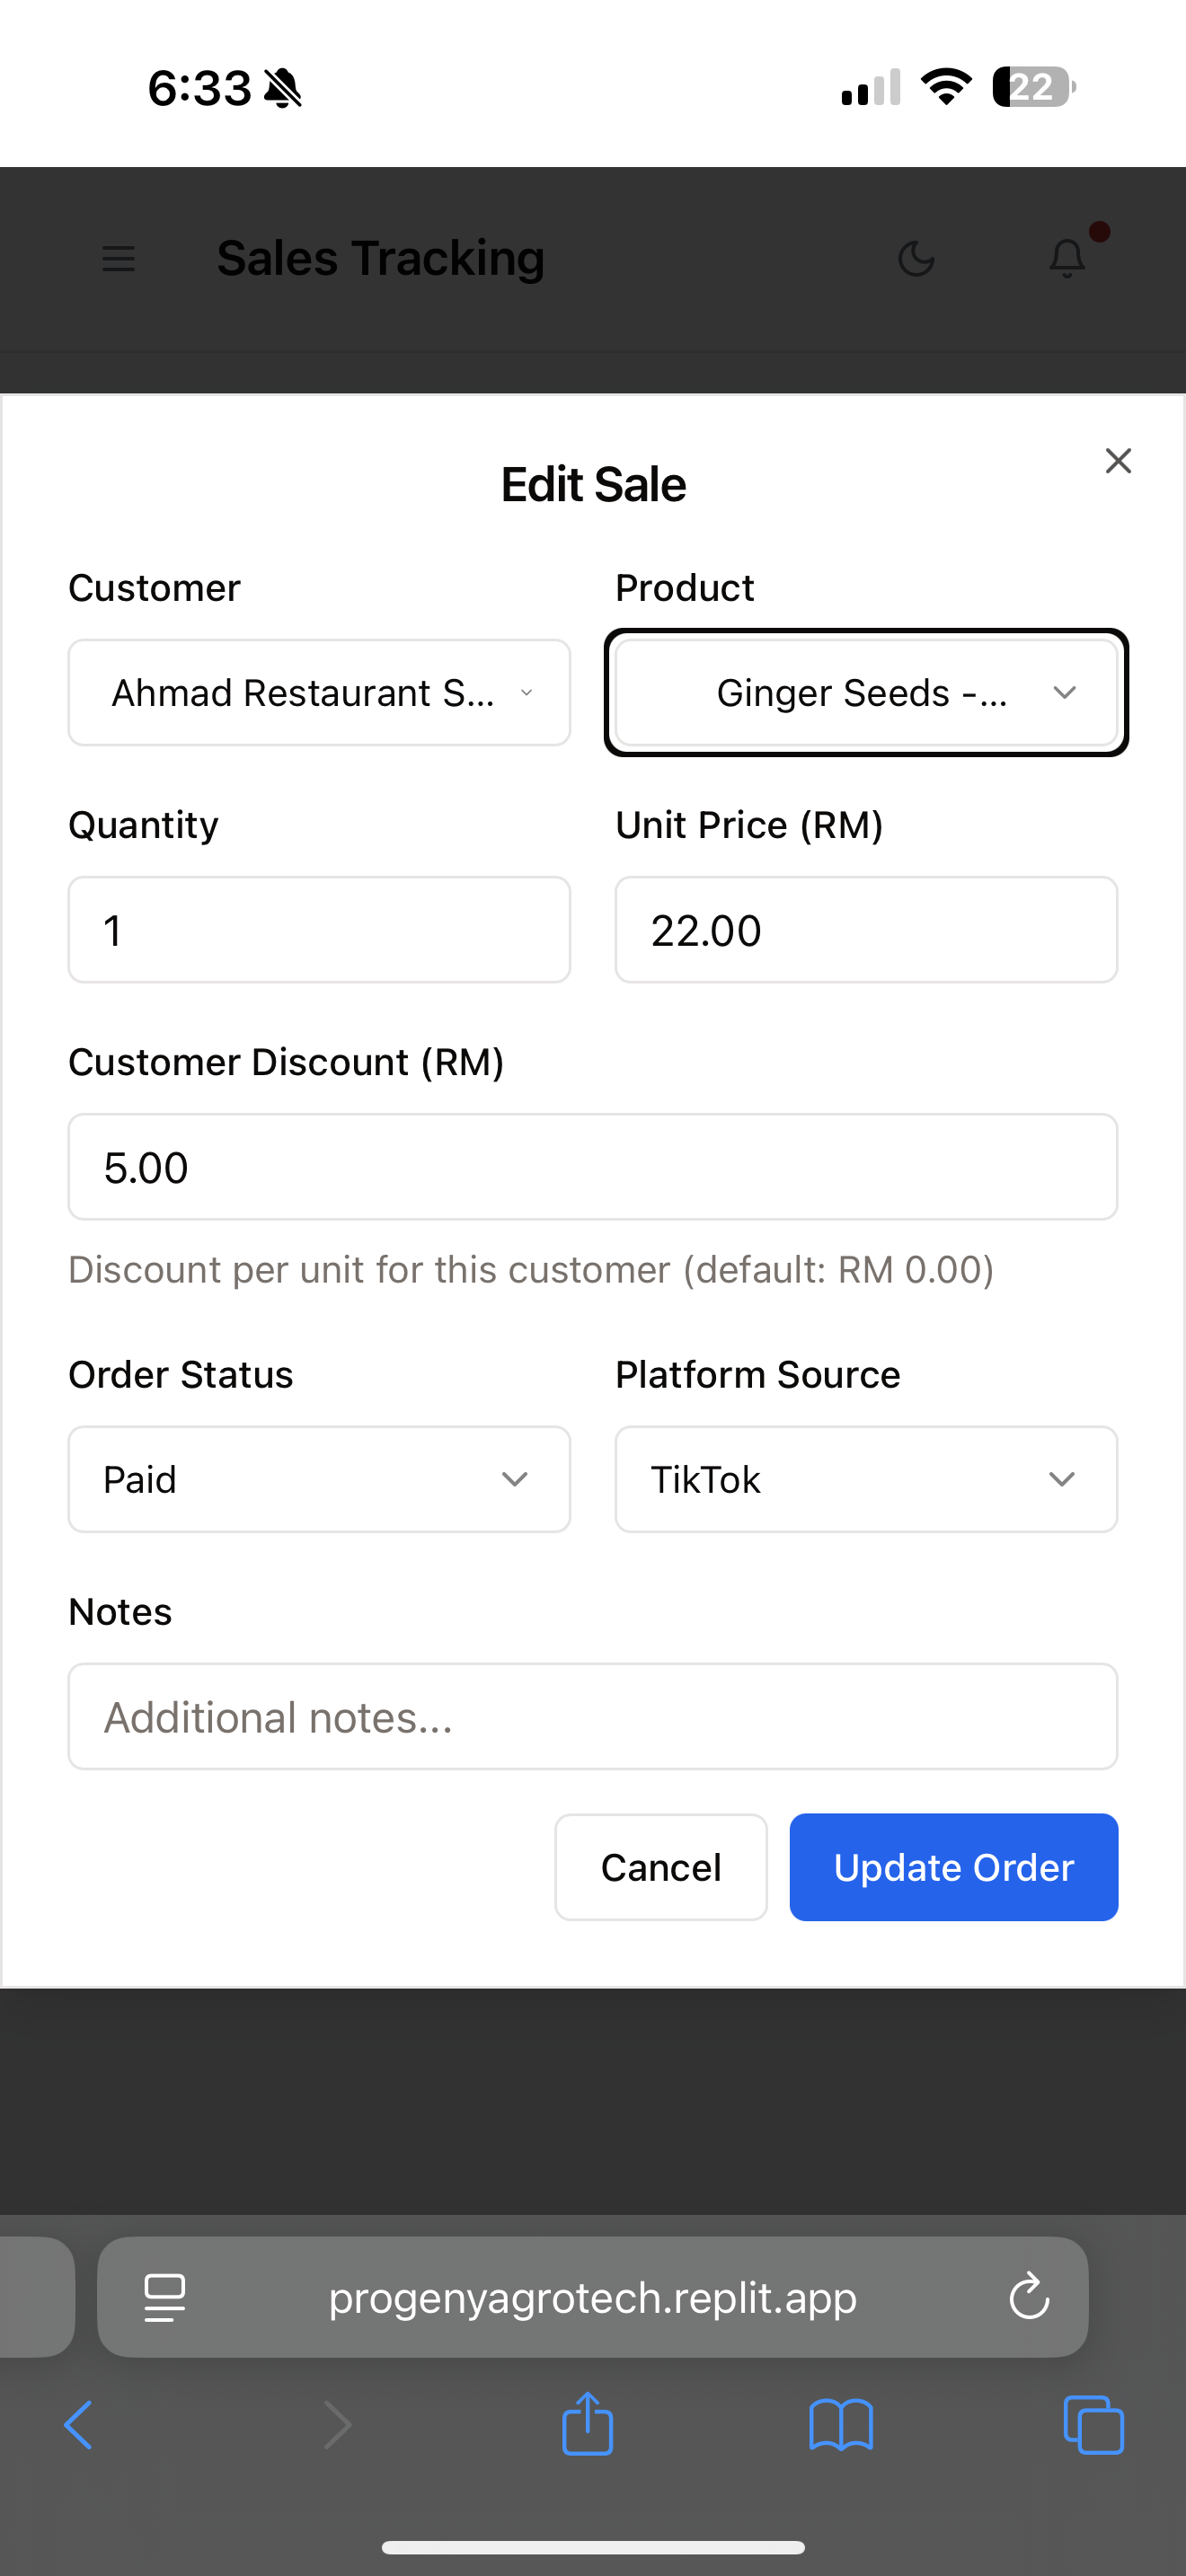 6:33
22
Sales Tracking
Edit Sale
Customer
Product
Ahmad Restaurant S...
Ginger Seeds -...
Quantity
Unit Price (RM)
1
22.00
Customer Discount (RM)
5.00
Discount per unit for this customer (default: RM 0.00)
Order Status
Platform Source
Paid
TikTok
Notes
Additional notes...
Cancel
Update Order
progenyagrotech.replit.app